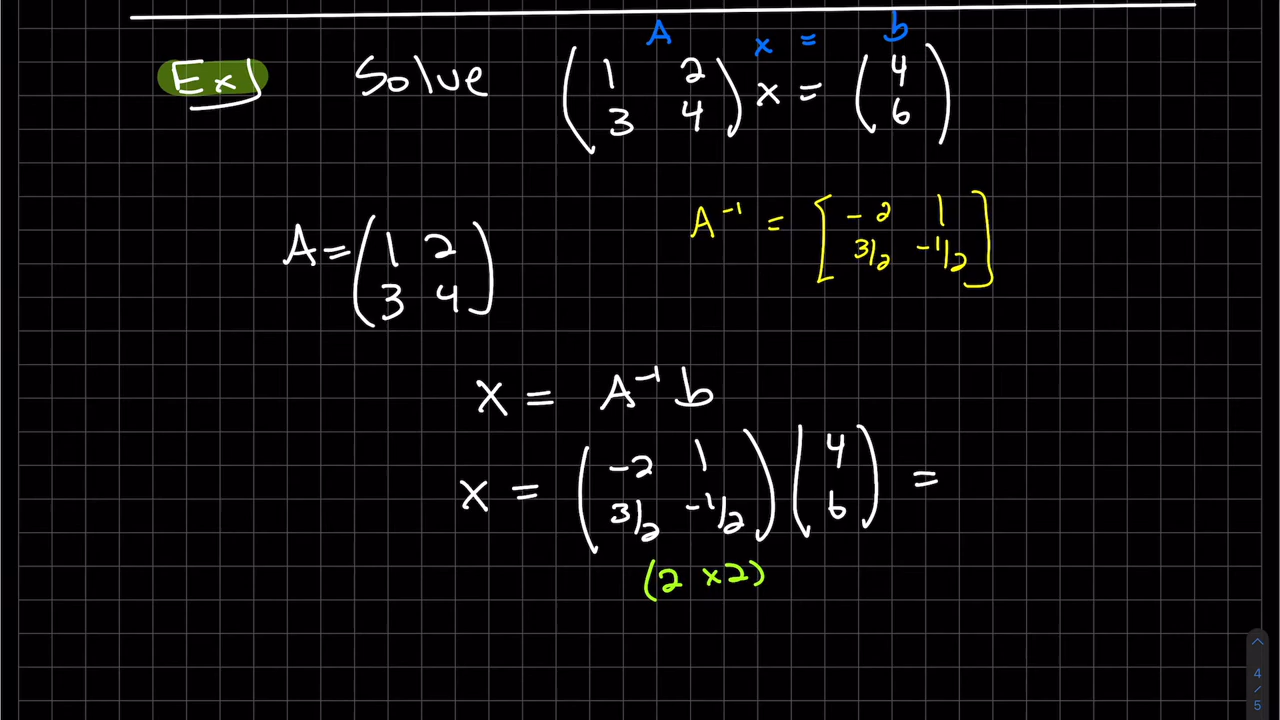 A x = b
Ex) Solve (1 2 x = (4
3 4) 6)
A⁻¹ = [-2 1
3/2 -1/2]
A = (1 2
3 4)
x = A⁻¹ b
x = (-2 1 (4 =
3/2 -1/2) 6)
(2 x 2)
4
/
5